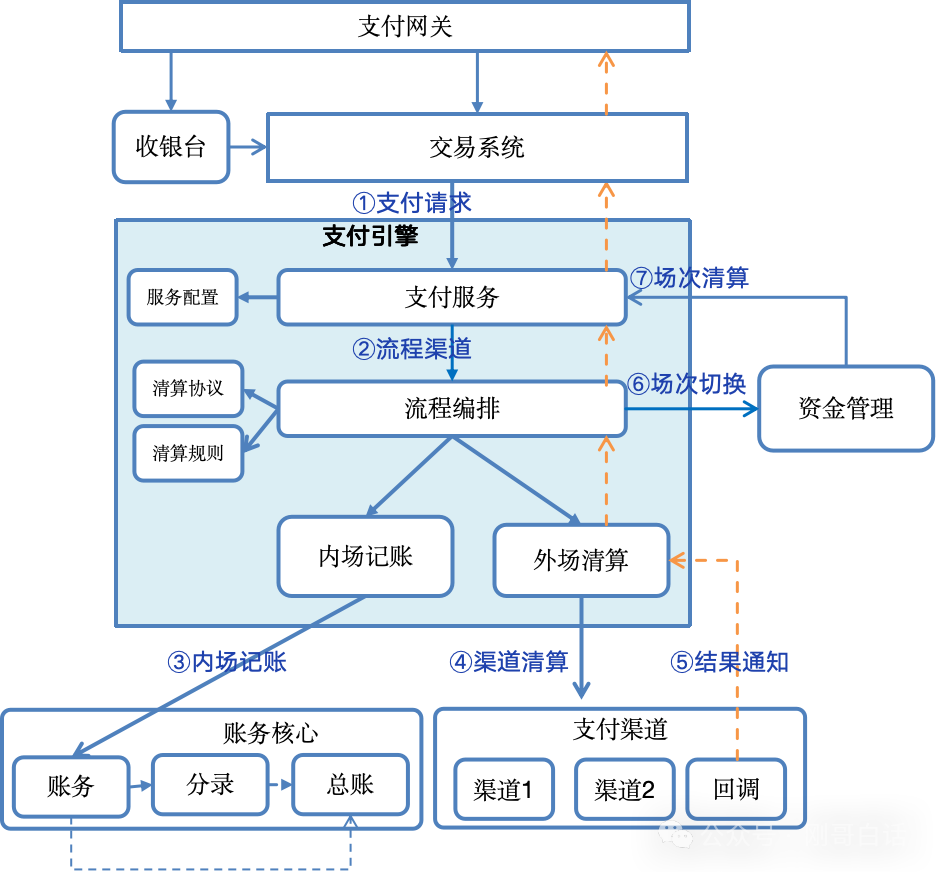 支付网关
收银台
交易系统
①支付请求
支付引擎
服务配置
支付服务
⑦场次清算
②流程渠道
清算协议
流程编排
⑥场次切换
资金管理
清算规则
内场记账
外场清算
③内场记账
④渠道清算
⑤结果通知
账务核心
支付渠道
账务
分录
总账
渠道1
渠道2
回调
公众号